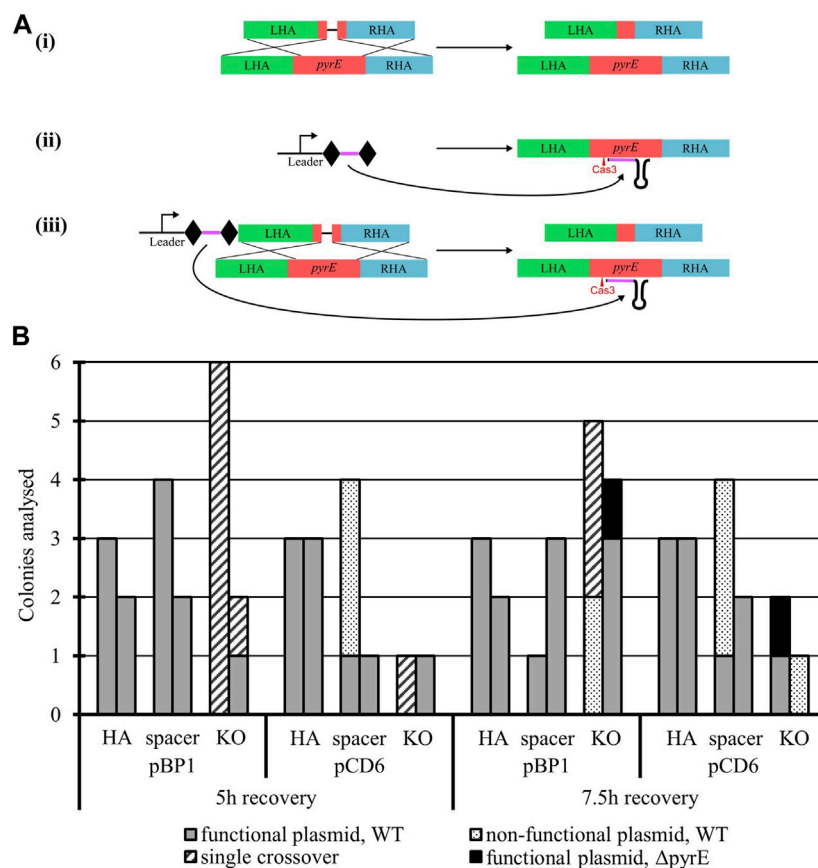 A
(i)
LHA RHA
LHA pyrE RHA
LHA RHA
LHA pyrE RHA
(ii)
Leader
LHA pyrE RHA
Cas3
(iii)
Leader
LHA RHA
LHA pyrE RHA
LHA RHA
LHA pyrE RHA
Cas3
B
Colonies analysed
6
5
4
3
2
1
0
HA spacer KO HA spacer KO HA spacer KO HA spacer KO
pBP1 pCD6 pBP1 pCD6
5h recovery 7.5h recovery
functional plasmid, WT non-functional plasmid, WT
single crossover functional plasmid, ΔpyrE